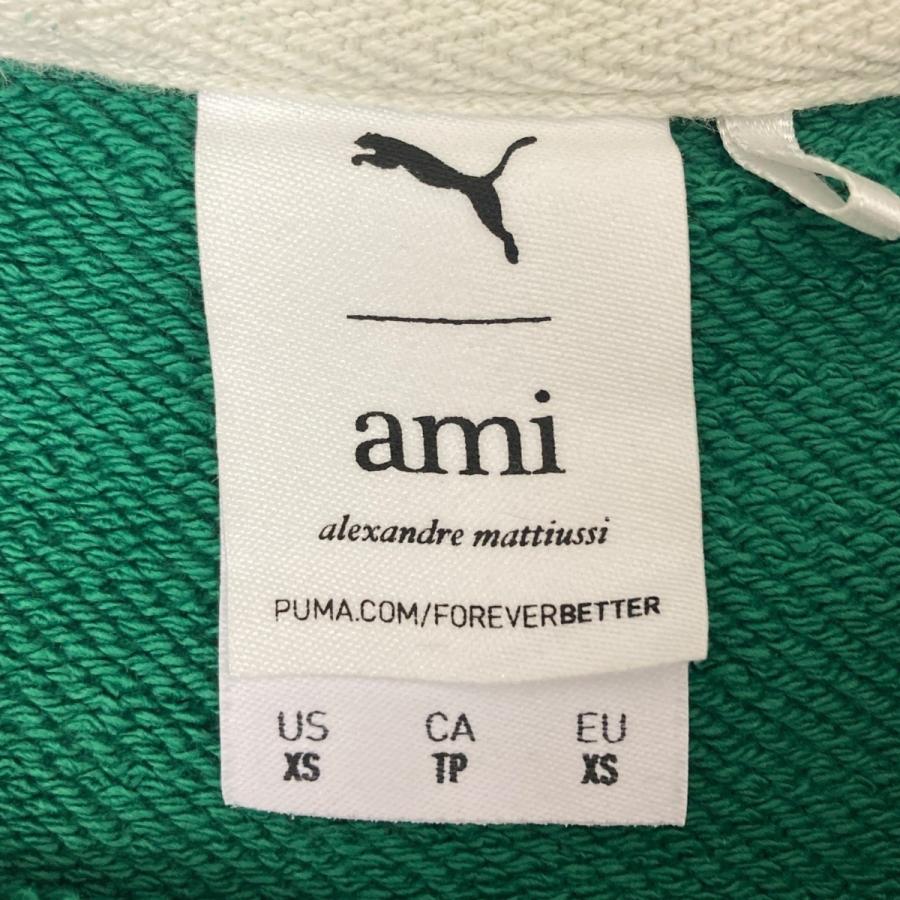 ami
alexandre mattiussi
PUMA.COM/FOREVERBETTER
US CA EU
XS TP XS